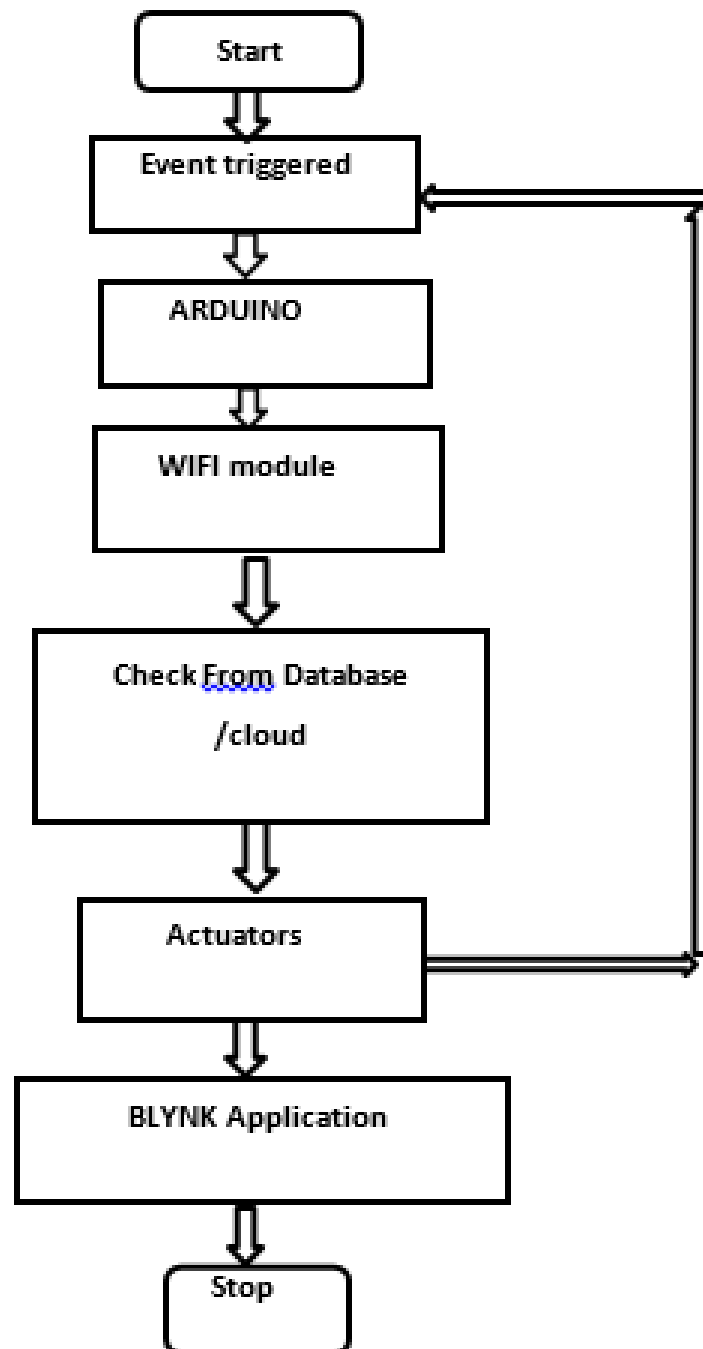 Start
Event triggered
ARDUINO
WIFI module
Check From Database
/cloud
Actuators
BLYNK Application
Stop